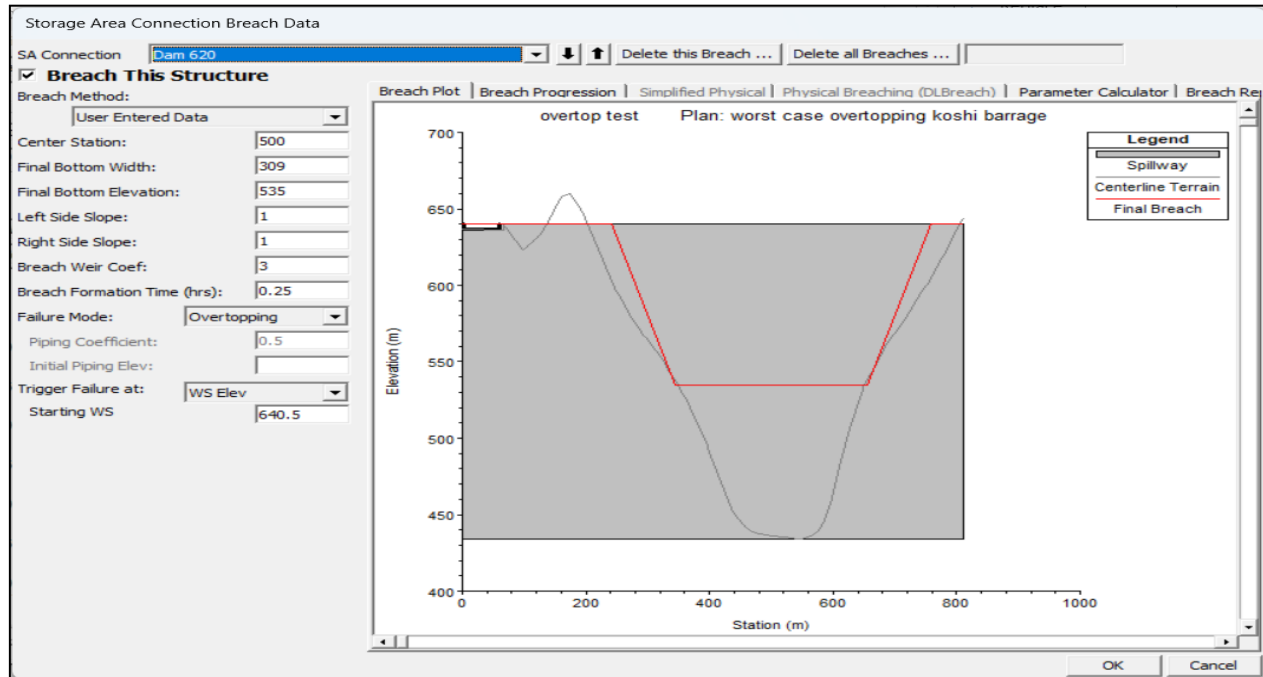 Storage Area Connection Breach Data
SA Connection Dam 620 Delete this Breach ... Delete all Breaches ...
Breach This Structure
Breach Method:
User Entered Data
Center Station: 500
Final Bottom Width: 309
Final Bottom Elevation: 535
Left Side Slope: 1
Right Side Slope: 1
Breach Weir Coef: 3
Breach Formation Time (hrs): 0.25
Failure Mode: Overtopping
Piping Coefficient: 0.5
Initial Piping Elev:
Trigger Failure at: WS Elev
Starting WS 640.5
Breach Plot Breach Progression Simplified Physical Physical Breaching (DLBreach) Parameter Calculator Breach Re
overtop test Plan: worst case overtopping koshi barrage
Legend
Spillway
Centerline Terrain
Final Breach
Elevation (m)
700
650
600
550
500
450
400
0 200 400 600 800 1000
Station (m)
OK Cancel